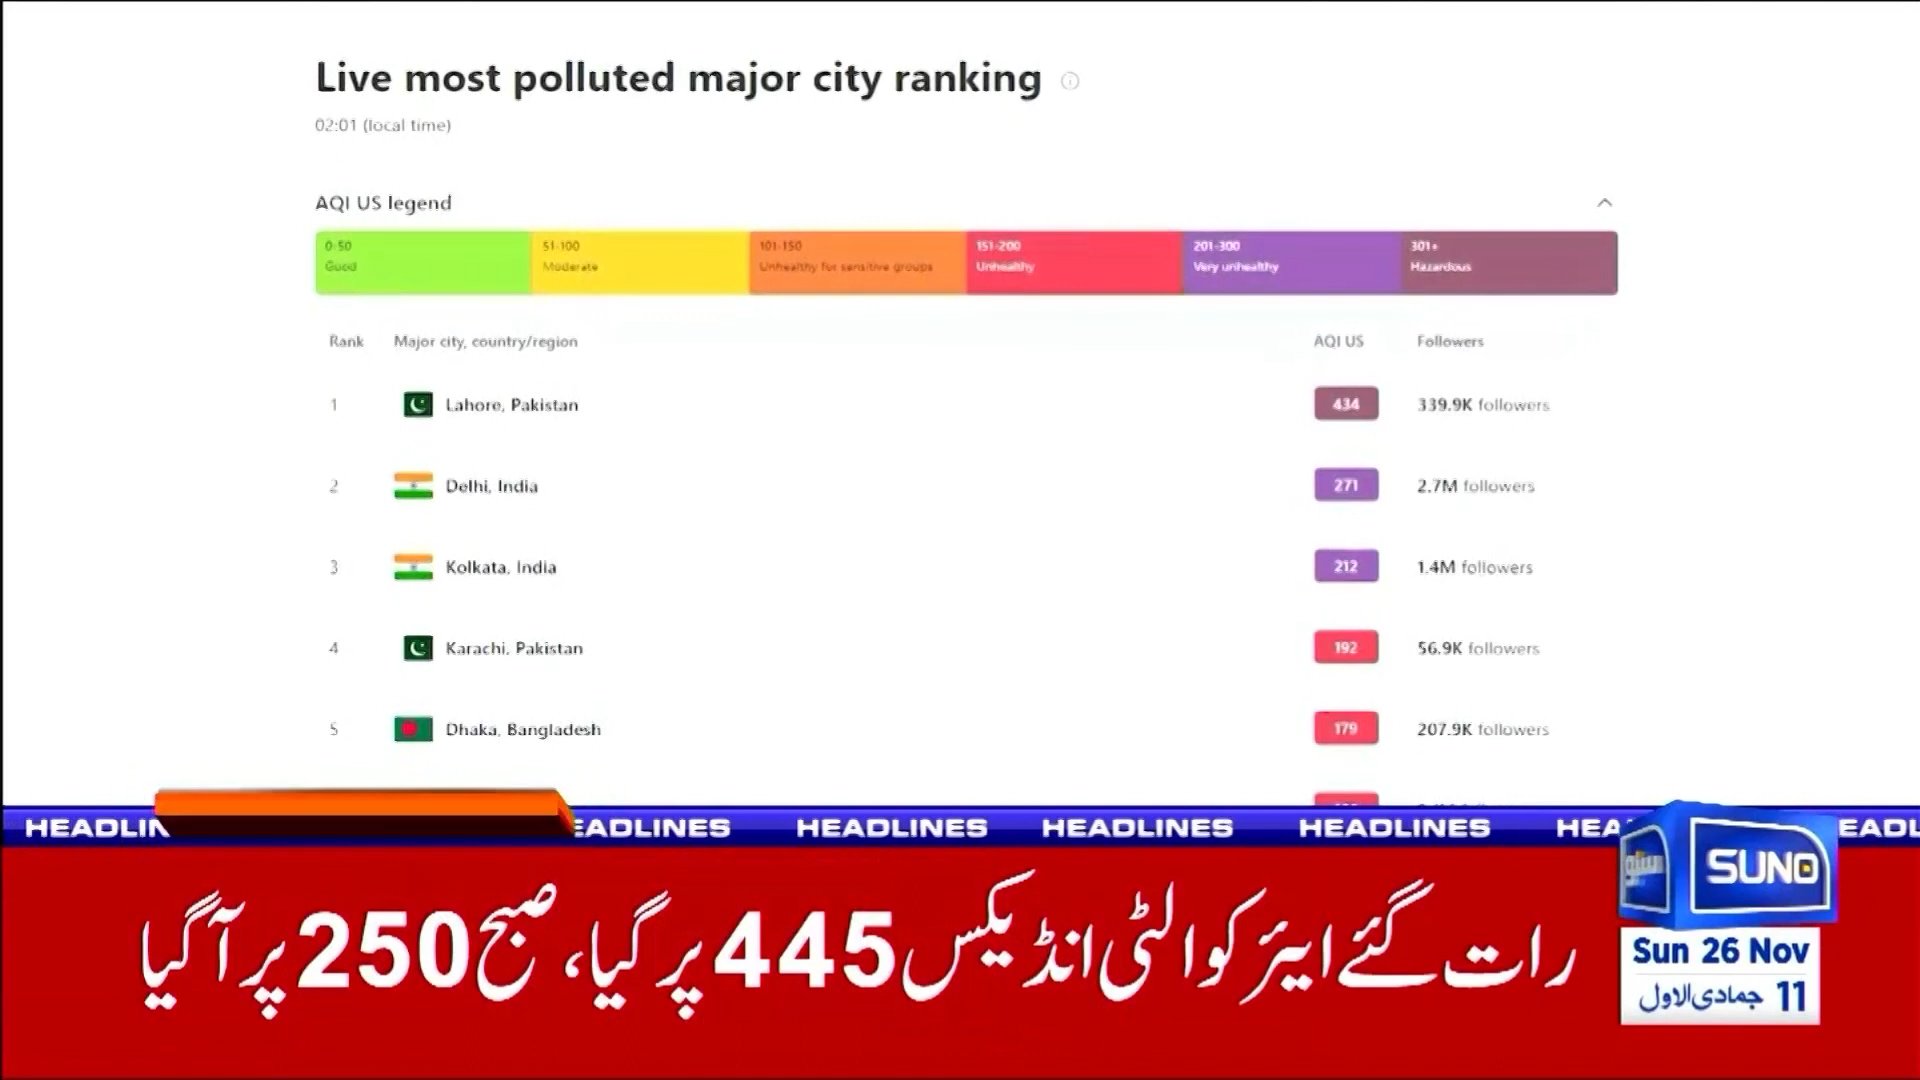 Live most polluted major city ranking
02:01 (local time)
AQI US legend
0-50 51-100 101-150 151-200 201-300 301+
Good Moderate Unhealthy for sensitive groups Unhealthy Very unhealthy Hazardous
Rank Major city, country/region AQI US Followers
1 Lahore, Pakistan 434 339.9K followers
2 Delhi, India 271 2.7M followers
3 Kolkata, India 212 1.4M followers
4 Karachi, Pakistan 192 56.9K followers
5 Dhaka, Bangladesh 179 207.9K followers
HEADLIN EADLINES HEADLINES HEADLINES HEADLINES HEA EADL
سنو SUNO
رات گئے ایئر کوالٹی انڈیکس 445 پر گیا، صبح 250 پر آگیا
Sun 26 Nov
11 جمادی الاول